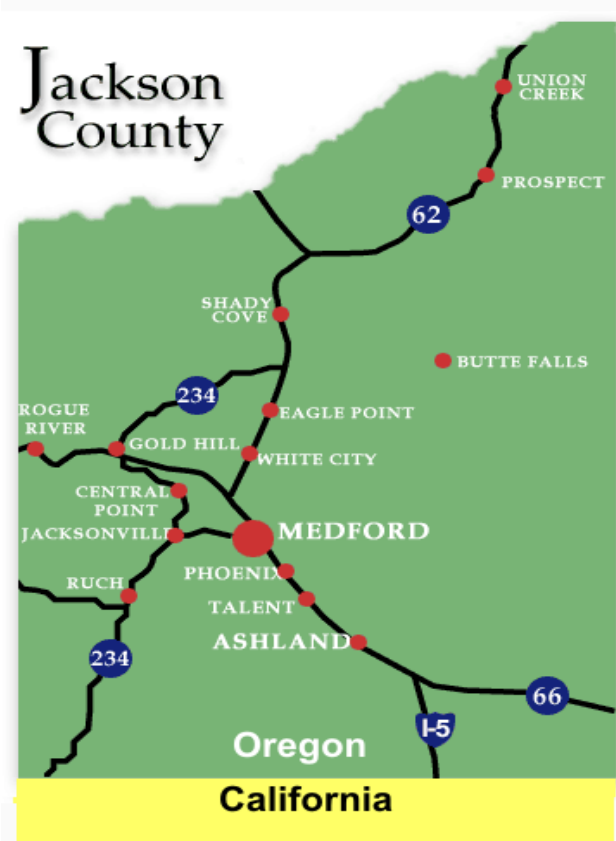 Jackson
County
UNION
CREEK
PROSPECT
62
SHADY
COVE
BUTTE FALLS
234
ROGUE
RIVER
EAGLE POINT
GOLD HILL
WHITE CITY
CENTRAL
POINT
JACKSONVILLE
MEDFORD
PHOENIX
RUCH
TALENT
ASHLAND
234
66
I-5
Oregon
California